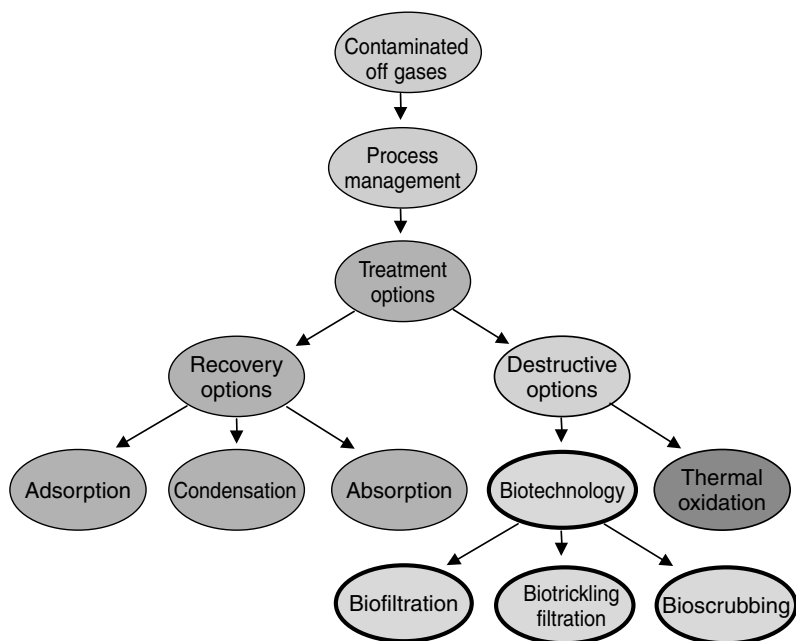 Contaminated
off gases
Process
management
Treatment
options
Recovery
options
Destructive
options
Adsorption
Condensation
Absorption
Biotechnology
Thermal
oxidation
Biofiltration
Biotrickling
filtration
Bioscrubbing